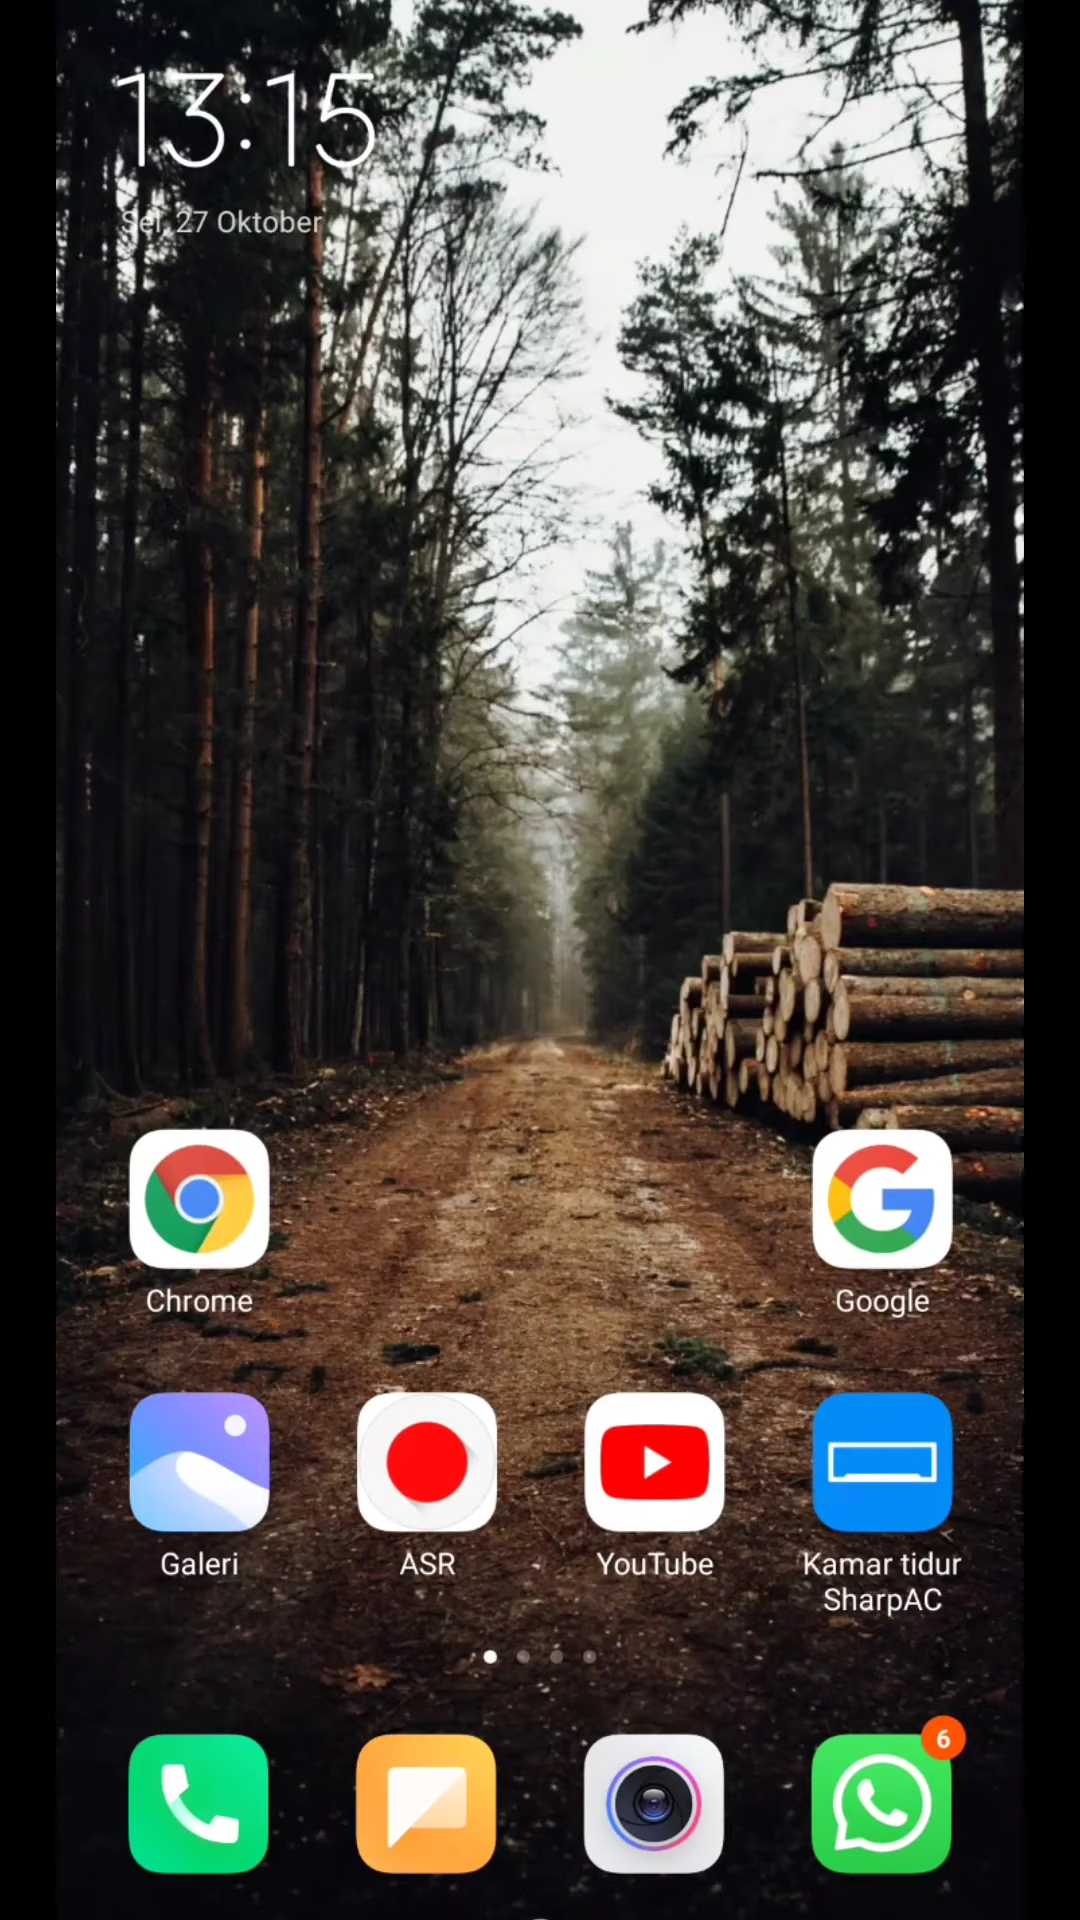 13:15
Sel, 27 Oktober
Chrome
Google
Galeri
ASR
YouTube
Kamar tidur
SharpAC
6